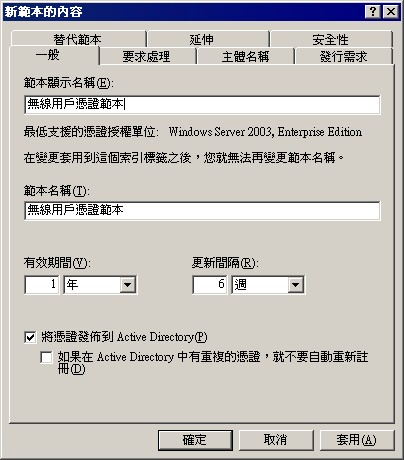 新範本的內容
替代範本 延伸 安全性
一般 要求處理 主體名稱 發行需求
範本顯示名稱(E):
無線用戶憑證範本
最低支援的憑證授權單位: Windows Server 2003, Enterprise Edition
在變更套用到這個索引標籤之後，您就無法再變更範本名稱。
範本名稱(T):
無線用戶憑證範本
有效期間(V): 更新間隔(R):
1 年 6 週
將憑證發佈到 Active Directory(P)
如果在 Active Directory 中有重複的憑證，就不要自動重新註
冊(D)
確定 取消 套用(A)